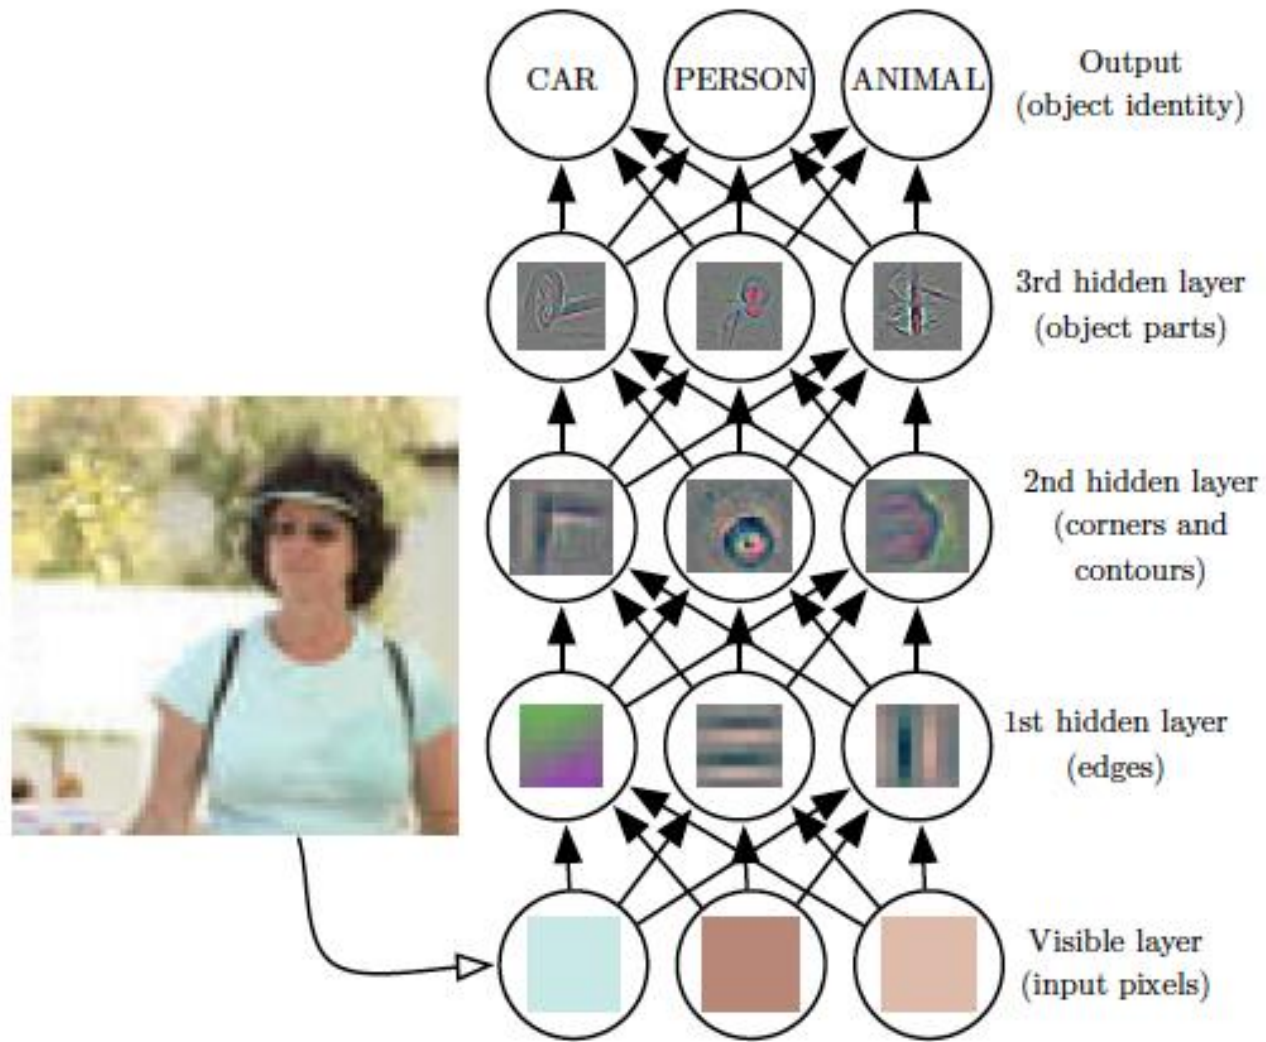 CAR PERSON ANIMAL
Output
(object identity)
3rd hidden layer
(object parts)
2nd hidden layer
(corners and
contours)
1st hidden layer
(edges)
Visible layer
(input pixels)